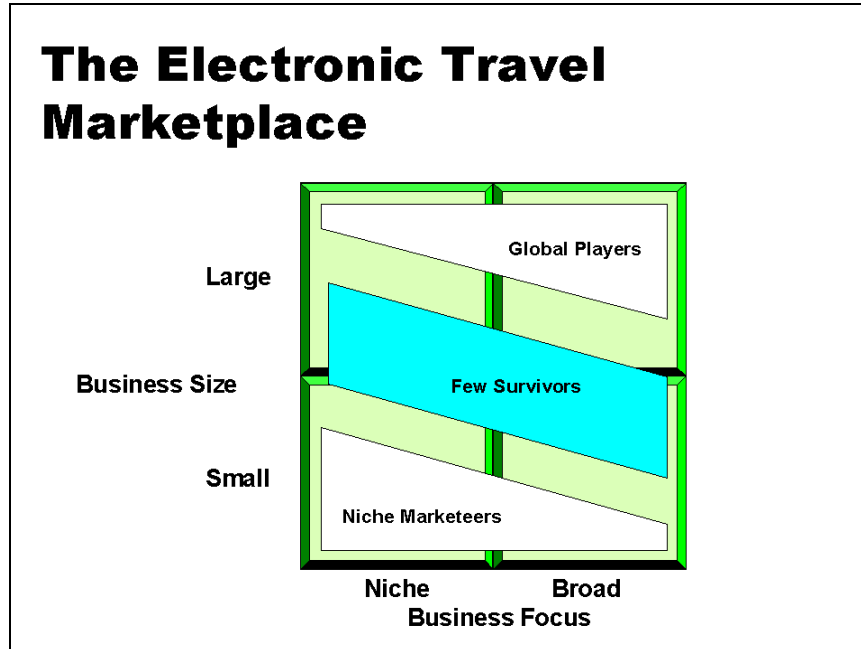 The Electronic Travel
Marketplace
Global Players
Large
Business Size
Few Survivors
Small
Niche Marketeers
Niche
Broad
Business Focus